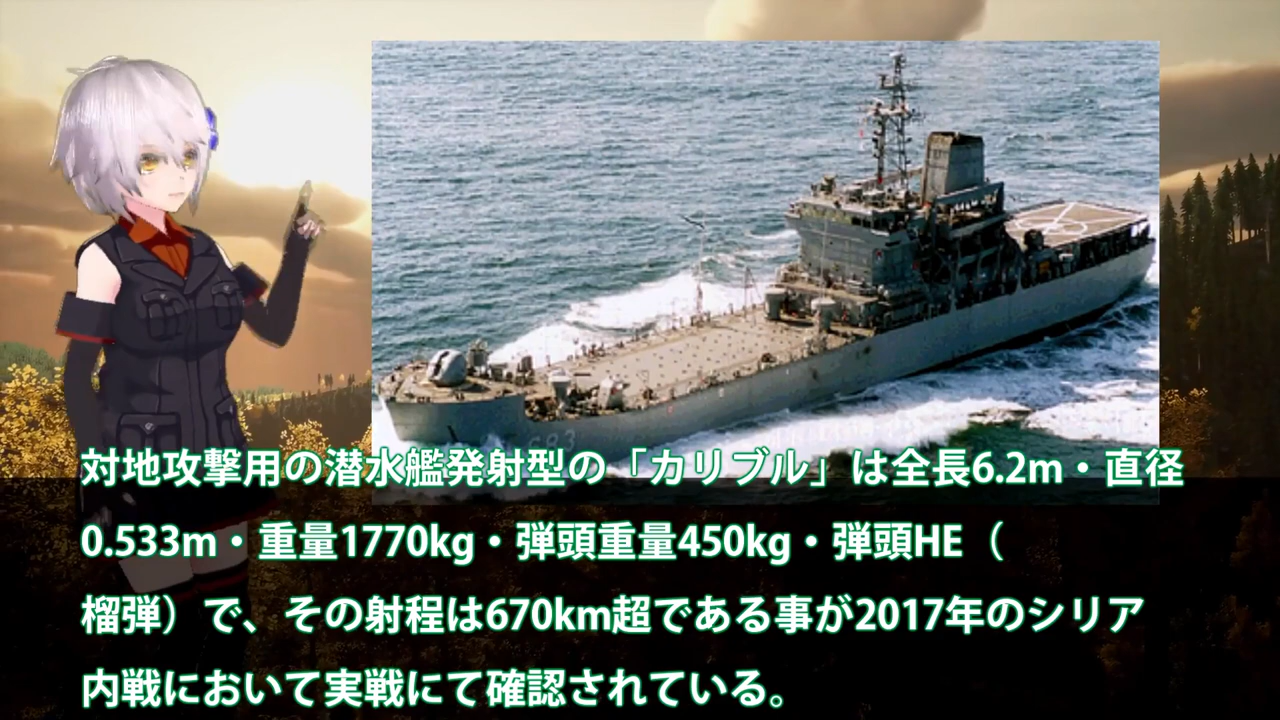 683
対地攻撃用の潜水艦発射型の「カリブル」は全長6.2m・直径
0.533m・重量1770kg・弾頭重量450kg・弾頭HE（
榴弾）で、その射程は670km超である事が2017年のシリア
内戦において実戦にて確認されている。